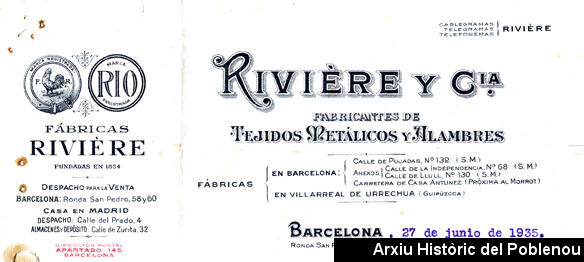 CABLEGRAMAS
TELEGRAMAS
TELEFONEMAS
RIVIÈRE
MARCA REGISTRADA
F. R.
MARCA
RIO
REGISTRADA
FÁBRICAS
RIVIÈRE
FUNDADAS EN 1854
DESPACHO PARA LA VENTA
BARCELONA: Ronda San Pedro, 58 y 60
CASA EN MADRID
DESPACHO: Calle del Prado, 4
ALMACENES Y DEPÓSITO: Calle de Zurita, 32
DIRECCIÓN POSTAL
APARTADO 145
BARCELONA
RIVIÈRE Y CIA.
FABRICANTES DE
TEJIDOS METÁLICOS Y ALAMBRES
FÁBRICAS
EN BARCELONA:
CALLE DE PUJADAS, Nº 132 (S.M.)
ANEXOS
CALLE DE LA INDEPENDENCIA, Nº 68 (S.M.)
CALLE DE LLULL, Nº 130 (S.M.)
CARRETERA DE CASA ANTUNEZ (PRÓXIMA AL MORROT)
EN VILLARREAL DE URRECHUA (GUIPÚZCOA)
BARCELONA, 27 de junio de 1935.
RONDA SAN
Arxiu Històric del Poblenou